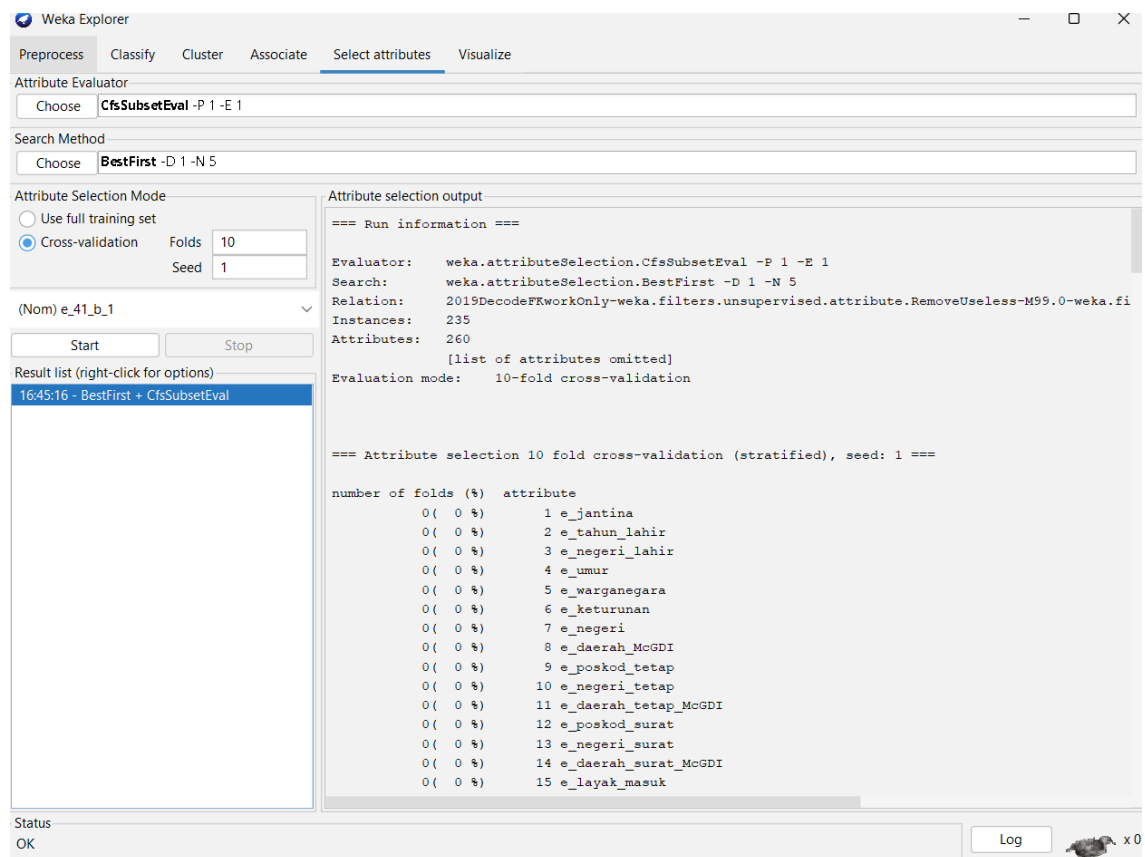 Weka Explorer
Preprocess Classify Cluster Associate Select attributes Visualize
Attribute Evaluator
Choose CfsSubsetEval -P 1 -E 1
Search Method
Choose BestFirst -D 1 -N 5
Attribute Selection Mode
Use full training set
Cross-validation Folds 10
Seed 1
(Nom) e_41_b_1
Start Stop
Result list (right-click for options)
16:45:16 - BestFirst + CfsSubsetEval
Attribute selection output
=== Run information ===
Evaluator: weka.attributeSelection.CfsSubsetEval -P 1 -E 1
Search: weka.attributeSelection.BestFirst -D 1 -N 5
Relation: 2019DecodeFKworkOnly-weka.filters.unsupervised.attribute.RemoveUseless-M99.0-weka.fi
Instances: 235
Attributes: 260
[list of attributes omitted]
Evaluation mode: 10-fold cross-validation
=== Attribute selection 10 fold cross-validation (stratified), seed: 1 ===
number of folds (%) attribute
0( 0 %) 1 e_jantina
0( 0 %) 2 e_tahun_lahir
0( 0 %) 3 e_negeri_lahir
0( 0 %) 4 e_umur
0( 0 %) 5 e_warganegara
0( 0 %) 6 e_keturunan
0( 0 %) 7 e_negeri
0( 0 %) 8 e_daerah_McGDI
0( 0 %) 9 e_poskod_tetap
0( 0 %) 10 e_negeri_tetap
0( 0 %) 11 e_daerah_tetap_McGDI
0( 0 %) 12 e_poskod_surat
0( 0 %) 13 e_negeri_surat
0( 0 %) 14 e_daerah_surat_McGDI
0( 0 %) 15 e_layak_masuk
Status
OK
Log x 0